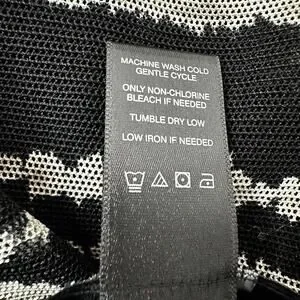 MACHINE WASH COLD
GENTLE CYCLE
ONLY NON-CHLORINE
BLEACH IF NEEDED
TUMBLE DRY LOW
LOW IRON IF NEEDED